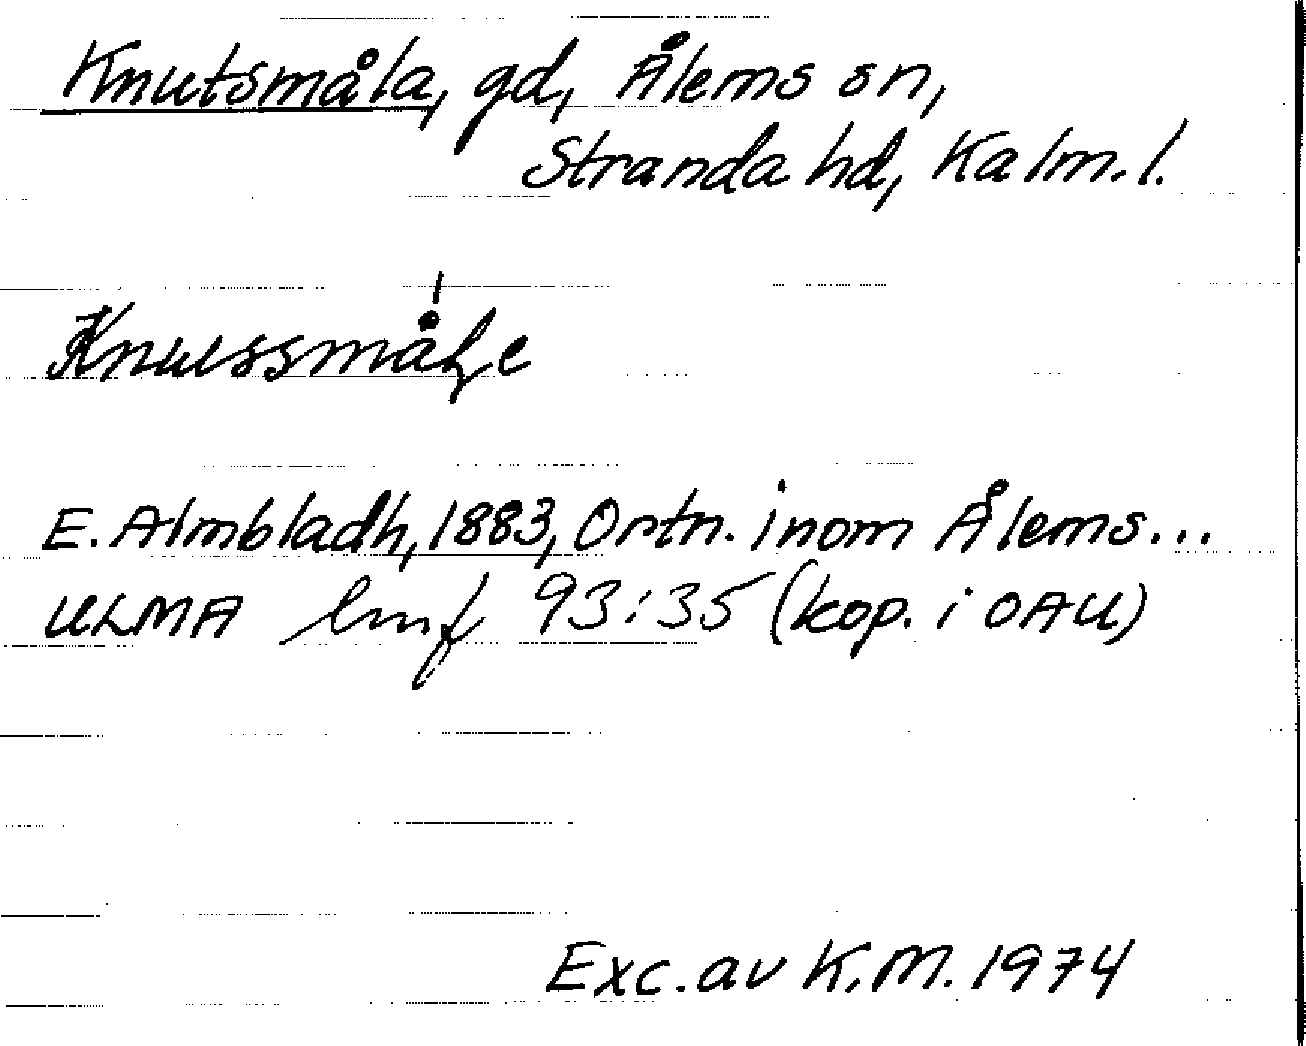 Knutsmåla, gd, Ålems sn,
Stranda hd, Kalm. l.
Knussmåḷe
E. Almbladh, 1883, Ortn. inom Ålems...
ULMA lmf 93:35 (kop. i OAU)
Exc. av K.M. 1974